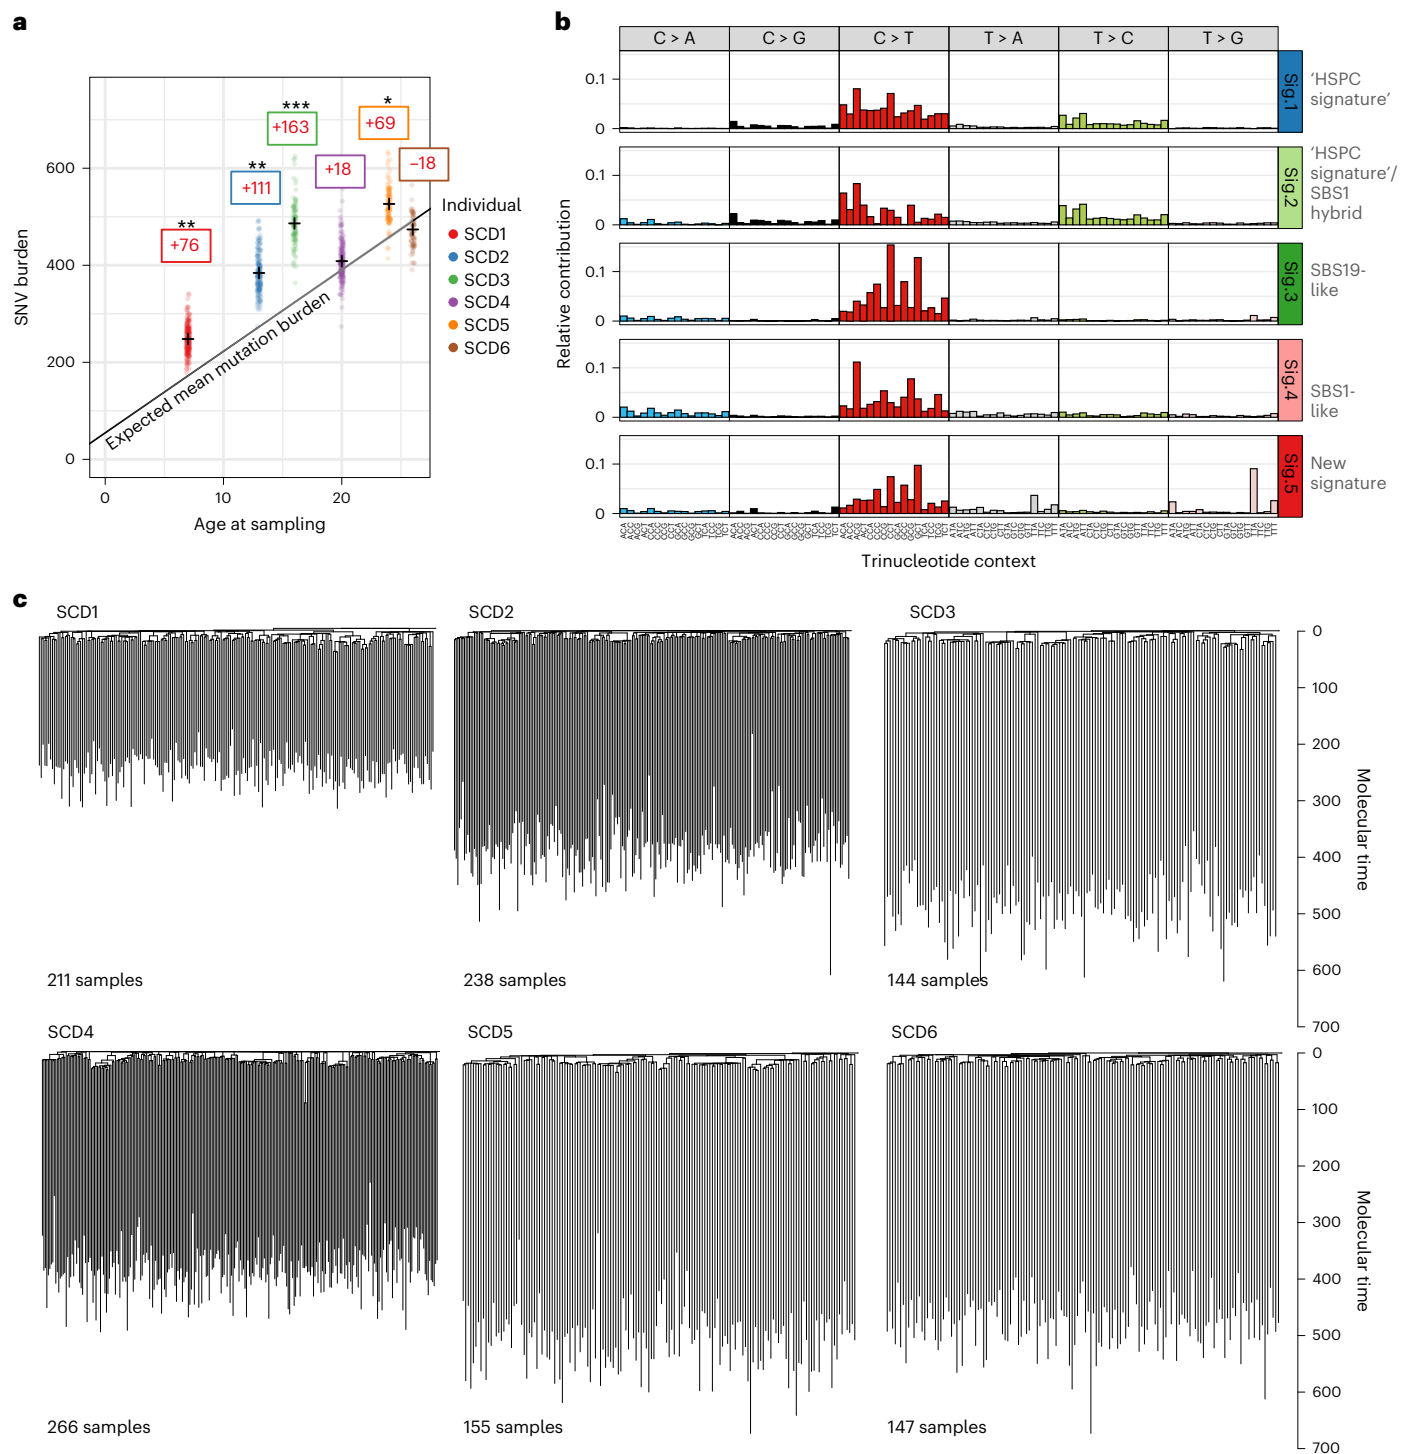 a
SNV burden
600
400
200
0
0
10
20
Age at sampling
**
+76
**
+111
***
+163
+18
*
+69
−18
Expected mean mutation burden
Individual
SCD1
SCD2
SCD3
SCD4
SCD5
SCD6
b
C > A
C > G
C > T
T > A
T > C
T > G
Relative contribution
0.1
0
Sig.1
'HSPC
signature'
0.1
0
Sig.2
'HSPC
signature'/
SBS1
hybrid
0.1
0
Sig.3
SBS19-
like
0.1
0
Sig.4
SBS1-
like
0.1
0
Sig.5
New
signature
Trinucleotide context
c
SCD1
211 samples
SCD2
238 samples
SCD3
144 samples
0
100
200
300
400
500
600
700
Molecular time
SCD4
266 samples
SCD5
155 samples
SCD6
147 samples
0
100
200
300
400
500
600
700
Molecular time